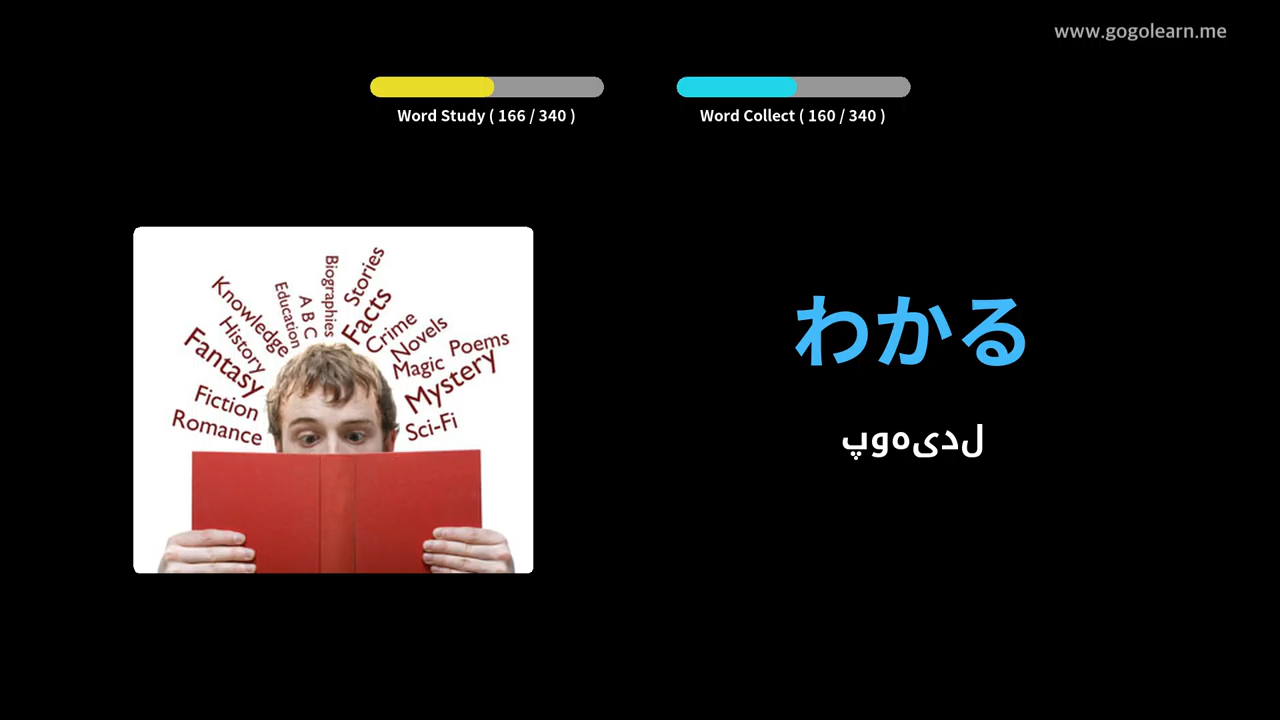 www.gogolearn.me
Word Study ( 166 / 340 )
Word Collect ( 160 / 340 )
Knowledge
Education
A B C
Biographies
Stories
Facts
Crime
Novels
Poems
Magic
Mystery
Sci-Fi
History
Fantasy
Fiction
Romance
わかる
پوهیدل